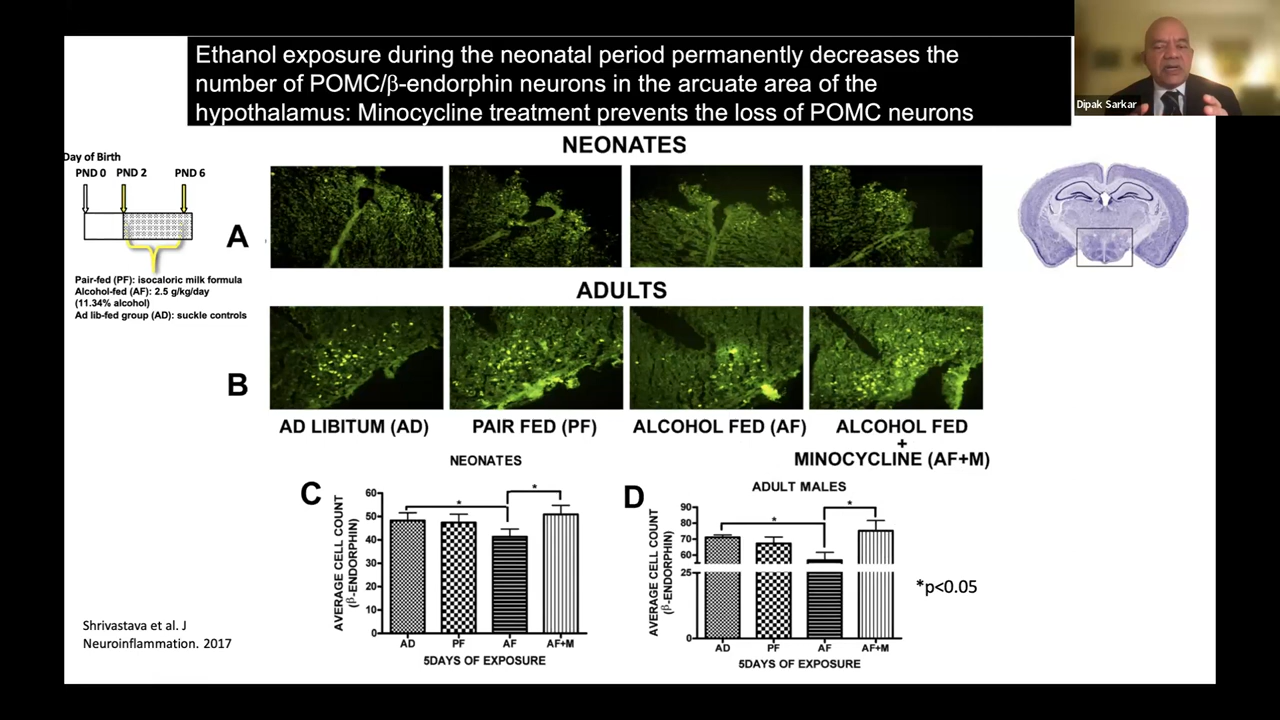 Ethanol exposure during the neonatal period permanently decreases the
number of POMC/β-endorphin neurons in the arcuate area of the
hypothalamus: Minocycline treatment prevents the loss of POMC neurons
Dipak Sarkar
NEONATES
Day of Birth
PND 0 PND 2 PND 6
A
Pair-fed (PF): isocaloric milk formula
Alcohol-fed (AF): 2.5 g/kg/day
(11.34% alcohol)
Ad lib-fed group (AD): suckle controls
ADULTS
B
AD LIBITUM (AD) PAIR FED (PF) ALCOHOL FED (AF) ALCOHOL FED
+
MINOCYCLINE (AF+M)
NEONATES
C
AVERAGE CELL COUNT
(β-ENDORPHIN)
60
50
40
30
20
10
0
*
*
AD PF AF AF+M
5DAYS OF EXPOSURE
ADULT MALES
D
AVERAGE CELL COUNT
(β-ENDORPHIN)
90
80
70
60
25
0
*
*
AD PF AF AF+M
5DAYS OF EXPOSURE
*p<0.05
Shrivastava et al. J
Neuroinflammation. 2017